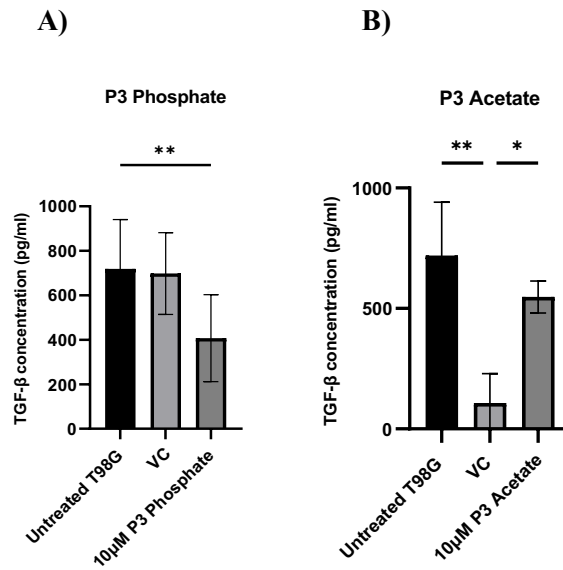 A)
P3 Phosphate
**
TGF-β concentration (pg/ml)
1000
800
600
400
200
0
Untreated T98G
VC
10μM P3 Phosphate
B)
P3 Acetate
** *
TGF-β concentration (pg/ml)
1000
500
0
Untreated T98G
VC
10μM P3 Acetate